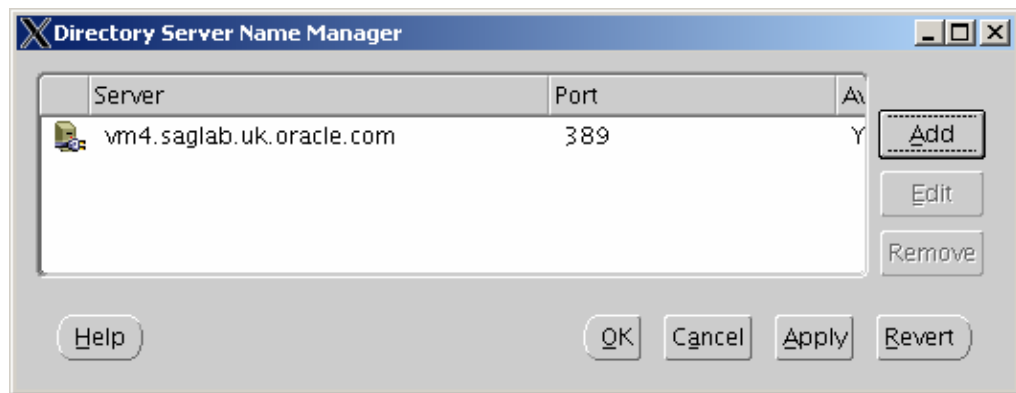 Directory Server Name Manager
Server Port Av
vm4.saglab.uk.oracle.com 389 Y
Add
Edit
Remove
Help OK Cancel Apply Revert